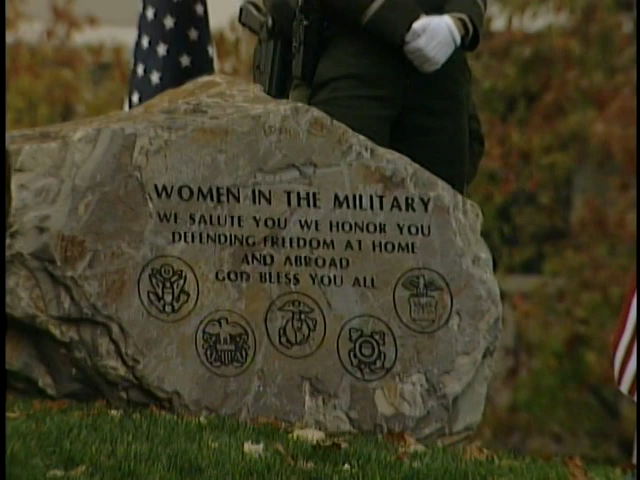 WOMEN IN THE MILITARY
WE SALUTE YOU WE HONOR YOU
DEFENDING FREEDOM AT HOME
AND ABROAD
GOD BLESS YOU ALL